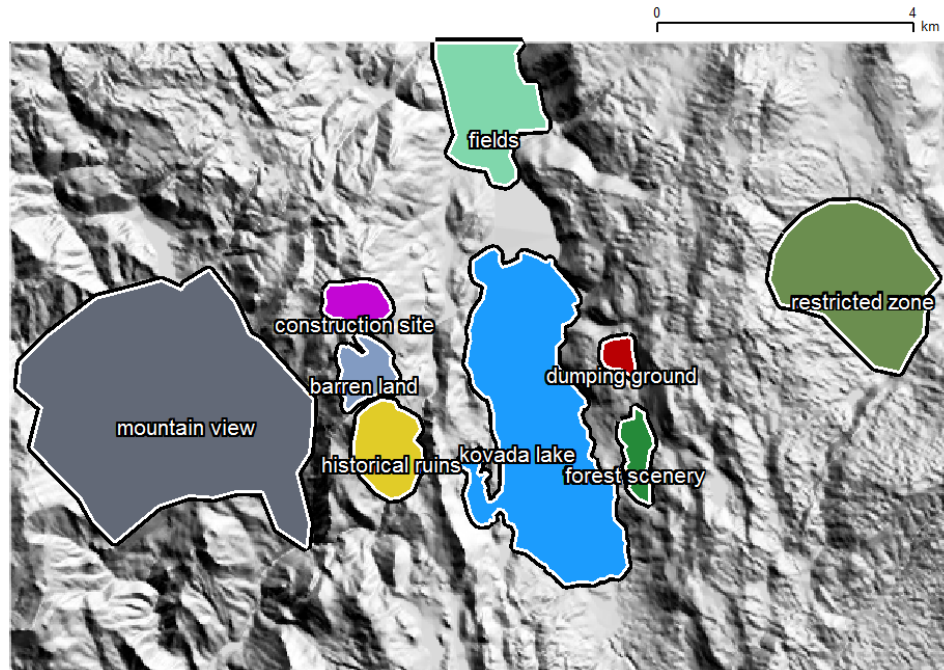 0 4
km
fields
restricted zone
construction site
dumping ground
barren land
mountain view
kovada lake
historical ruins
forest scenery